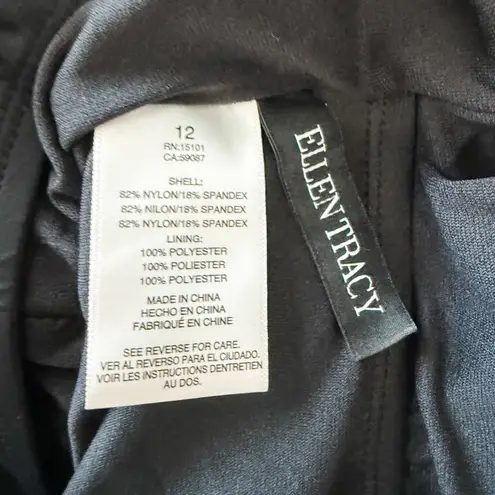 12
RN:15101
CA:59087
SHELL:
82% NYLON/18% SPANDEX
82% NILON/18% SPANDEX
82% NYLON/18% SPANDEX
LINING:
100% POLYESTER
100% POLIESTER
100% POLYESTER
MADE IN CHINA
HECHO EN CHINA
FABRIQUÉ EN CHINE
SEE REVERSE FOR CARE.
VER AL REVERSO PARA EL CIUDADO.
VOIR LES INSTRUCTIONS DENTRETIEN
AU DOS.
ELLEN TRACY